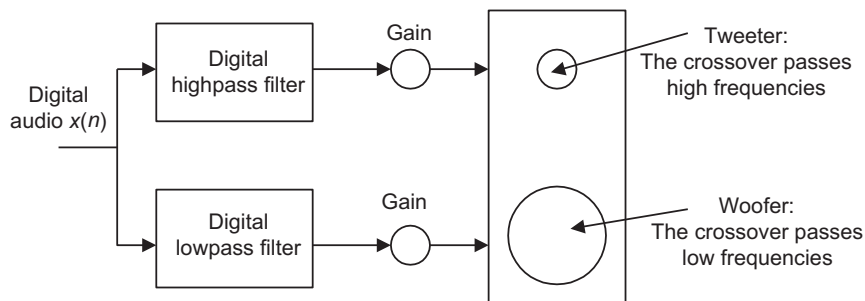 Digital
audio x(n)
Digital
highpass filter
Gain
Tweeter:
The crossover passes
high frequencies
Digital
lowpass filter
Gain
Woofer:
The crossover passes
low frequencies